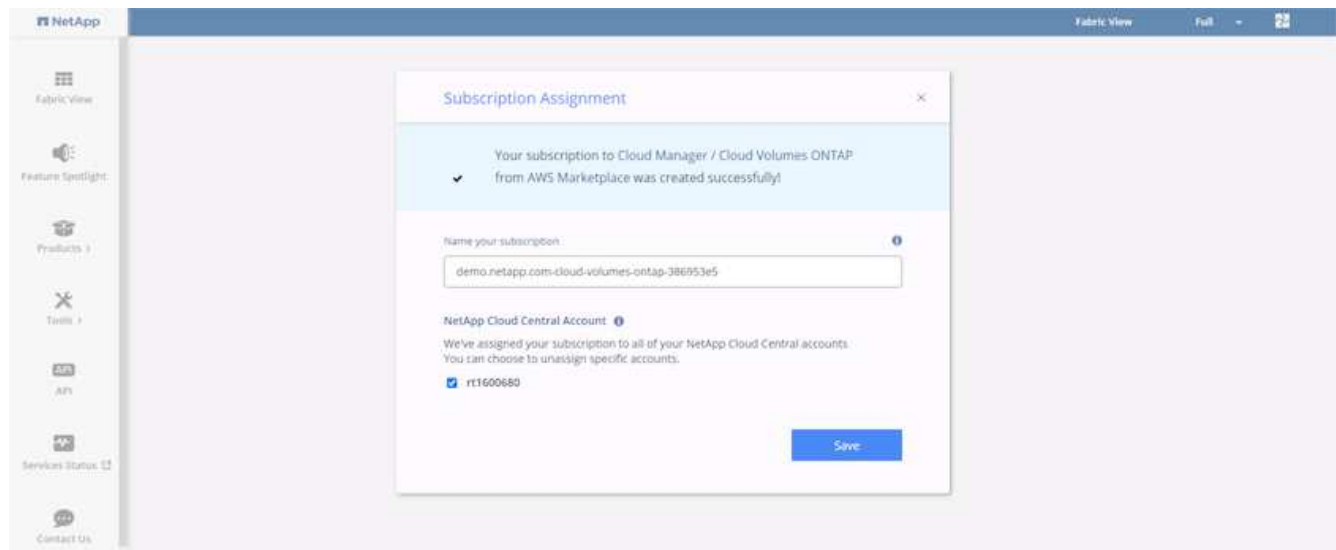 NetApp
Fabric View
Full
Fabric View
Feature Spotlight
Products
Tools
API
API
Services Status
Contact Us
Subscription Assignment
Your subscription to Cloud Manager / Cloud Volumes ONTAP
from AWS Marketplace was created successfully!
Name your subscription
demo.netapp.com-cloud-volumes-ontap-386953e5
NetApp Cloud Central Account
We've assigned your subscription to all of your NetApp Cloud Central accounts
You can choose to unassign specific accounts.
rt1600680
Save